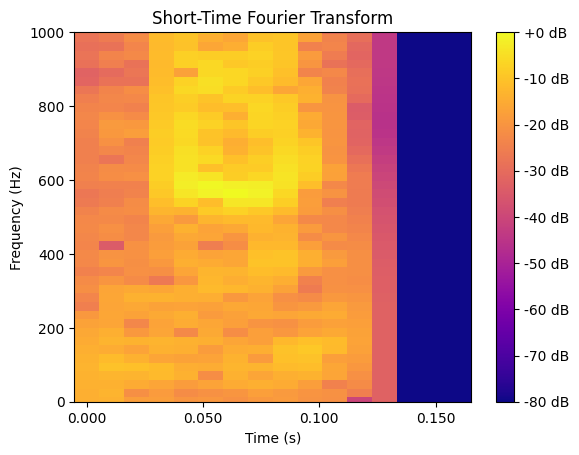 Short-Time Fourier Transform
1000
800
600
400
200
0
Frequency (Hz)
0.000
0.050
0.100
0.150
Time (s)
+0 dB
-10 dB
-20 dB
-30 dB
-40 dB
-50 dB
-60 dB
-70 dB
-80 dB